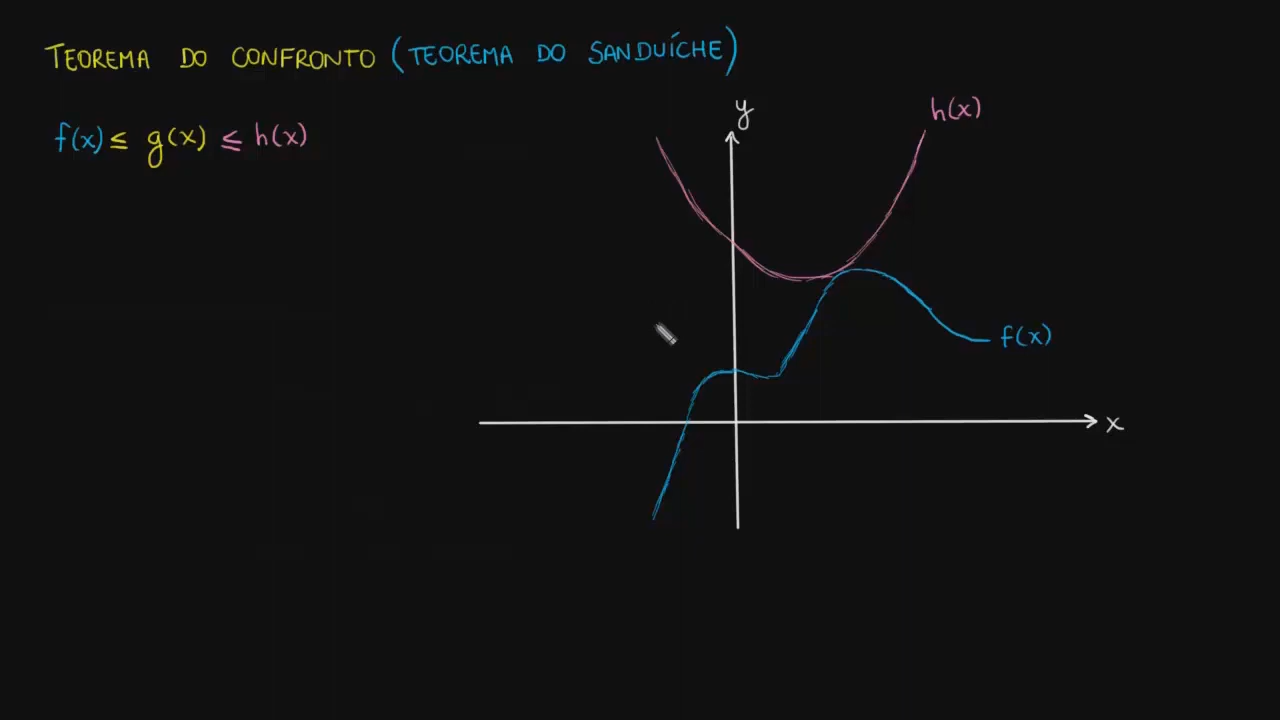 TEOREMA DO CONFRONTO (TEOREMA DO SANDUÍCHE)
f(x) ≤ g(x) ≤ h(x)
y
h(x)
f(x)
x